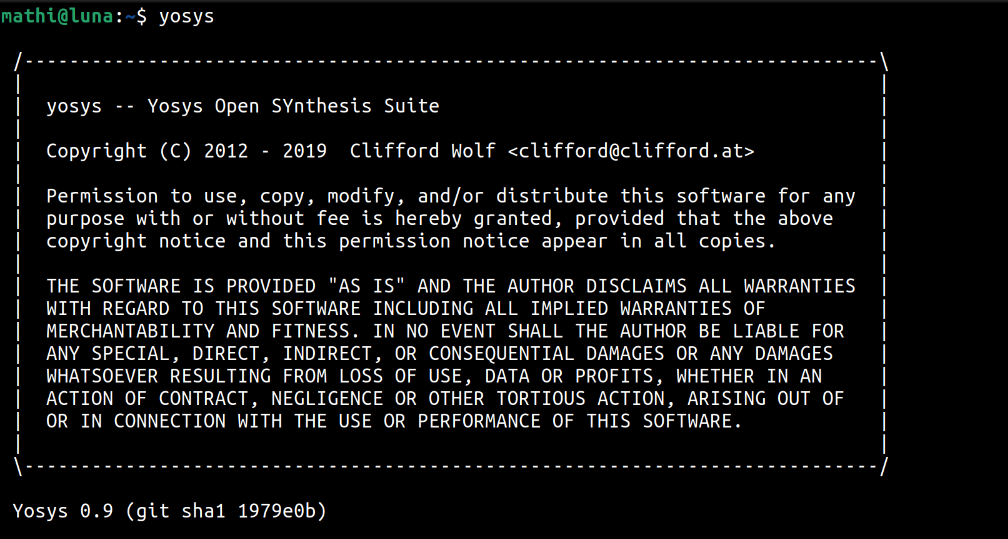 mathi@luna:~$ yosys
/----------------------------------------------------------------------------\
|                                                                            |
|  yosys -- Yosys Open SYnthesis Suite                                       |
|                                                                            |
|  Copyright (C) 2012 - 2019  Clifford Wolf <clifford@clifford.at>           |
|                                                                            |
|  Permission to use, copy, modify, and/or distribute this software for any  |
|  purpose with or without fee is hereby granted, provided that the above    |
|  copyright notice and this permission notice appear in all copies.         |
|                                                                            |
|  THE SOFTWARE IS PROVIDED "AS IS" AND THE AUTHOR DISCLAIMS ALL WARRANTIES  |
|  WITH REGARD TO THIS SOFTWARE INCLUDING ALL IMPLIED WARRANTIES OF          |
|  MERCHANTABILITY AND FITNESS. IN NO EVENT SHALL THE AUTHOR BE LIABLE FOR   |
|  ANY SPECIAL, DIRECT, INDIRECT, OR CONSEQUENTIAL DAMAGES OR ANY DAMAGES    |
|  WHATSOEVER RESULTING FROM LOSS OF USE, DATA OR PROFITS, WHETHER IN AN     |
|  ACTION OF CONTRACT, NEGLIGENCE OR OTHER TORTIOUS ACTION, ARISING OUT OF   |
|  OR IN CONNECTION WITH THE USE OR PERFORMANCE OF THIS SOFTWARE.            |
|                                                                            |
\----------------------------------------------------------------------------/
Yosys 0.9 (git sha1 1979e0b)